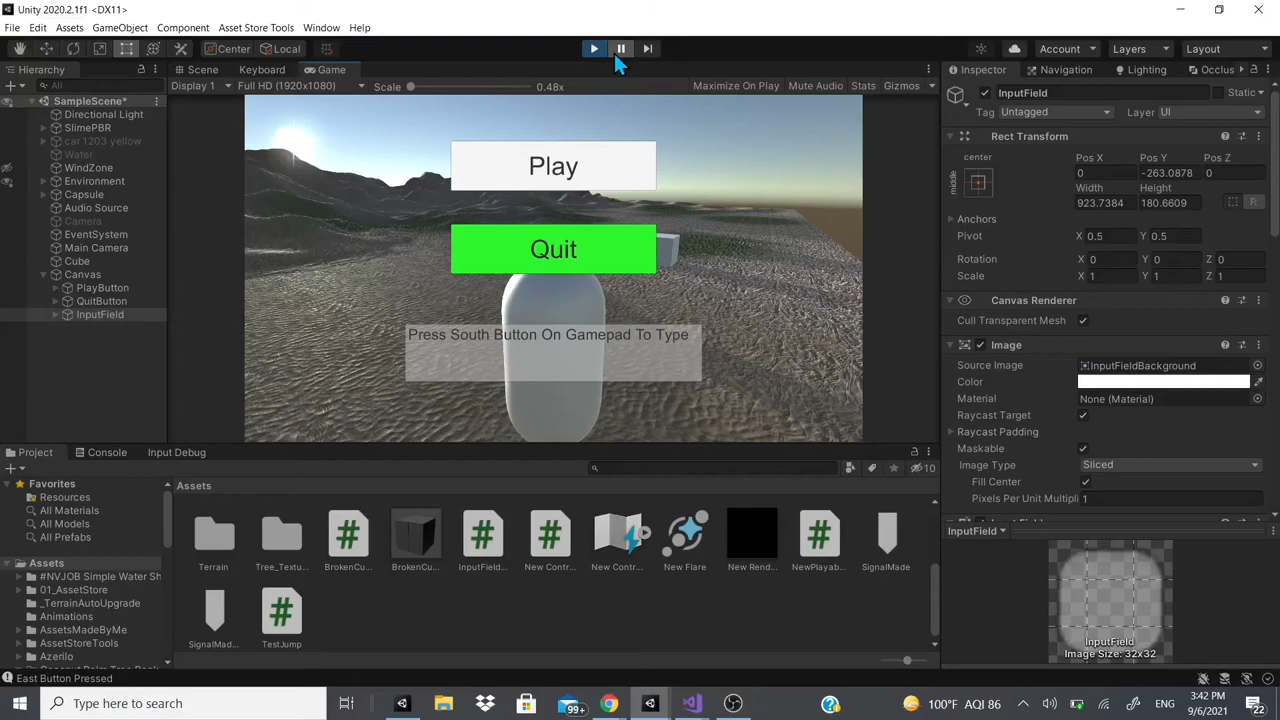 Unity 2020.2.1f1 <DX11>
File Edit Assets GameObject Component Asset Store Tools Window Help
Center Local Account Layers Layout
Hierarchy Scene Keyboard Game Inspector Navigation Lighting Occlus
All Display 1 Full HD (1920x1080) Scale 0.48x Maximize On Play Mute Audio Stats Gizmos InputField Static
SampleScene*
Directional Light
SlimePBR
car 1203 yellow
Water
WindZone
Environment
Capsule
Audio Source
Camera
EventSystem
Main Camera
Cube
Canvas
PlayButton
QuitButton
InputField
Play
Quit
Press South Button On Gamepad To Type
Tag Untagged Layer UI
Rect Transform
center
middle
Pos X Pos Y Pos Z
0 -263.0878 0
Width Height
923.7384 180.6609 R
Anchors
Pivot X 0.5 Y 0.5
Rotation X 0 Y 0 Z 0
Scale X 1 Y 1 Z 1
Canvas Renderer
Cull Transparent Mesh
Image
Source Image InputFieldBackground
Color
Material None (Material)
Raycast Target
Raycast Padding
Maskable
Image Type Sliced
Fill Center
Pixels Per Unit Multipli 1
Project Console Input Debug
10
Favorites
Resources
All Materials
All Models
All Prefabs
Assets
#NVJOB Simple Water Sh
01_AssetStore
_TerrainAutoUpgrade
Animations
AssetsMadeByMe
AssetStoreTools
Azerilo
Assets
Terrain Tree_Textu... BrokenCu... BrokenCu... InputField... New Contr... New Contr... New Flare New Rend... NewPlayab... SignalMade
SignalMad... TestJump
InputField
InputField
Image Size: 32x32
East Button Pressed
Type here to search 99+ 100°F AQI 86 3:42 PM
9/6/2021 22